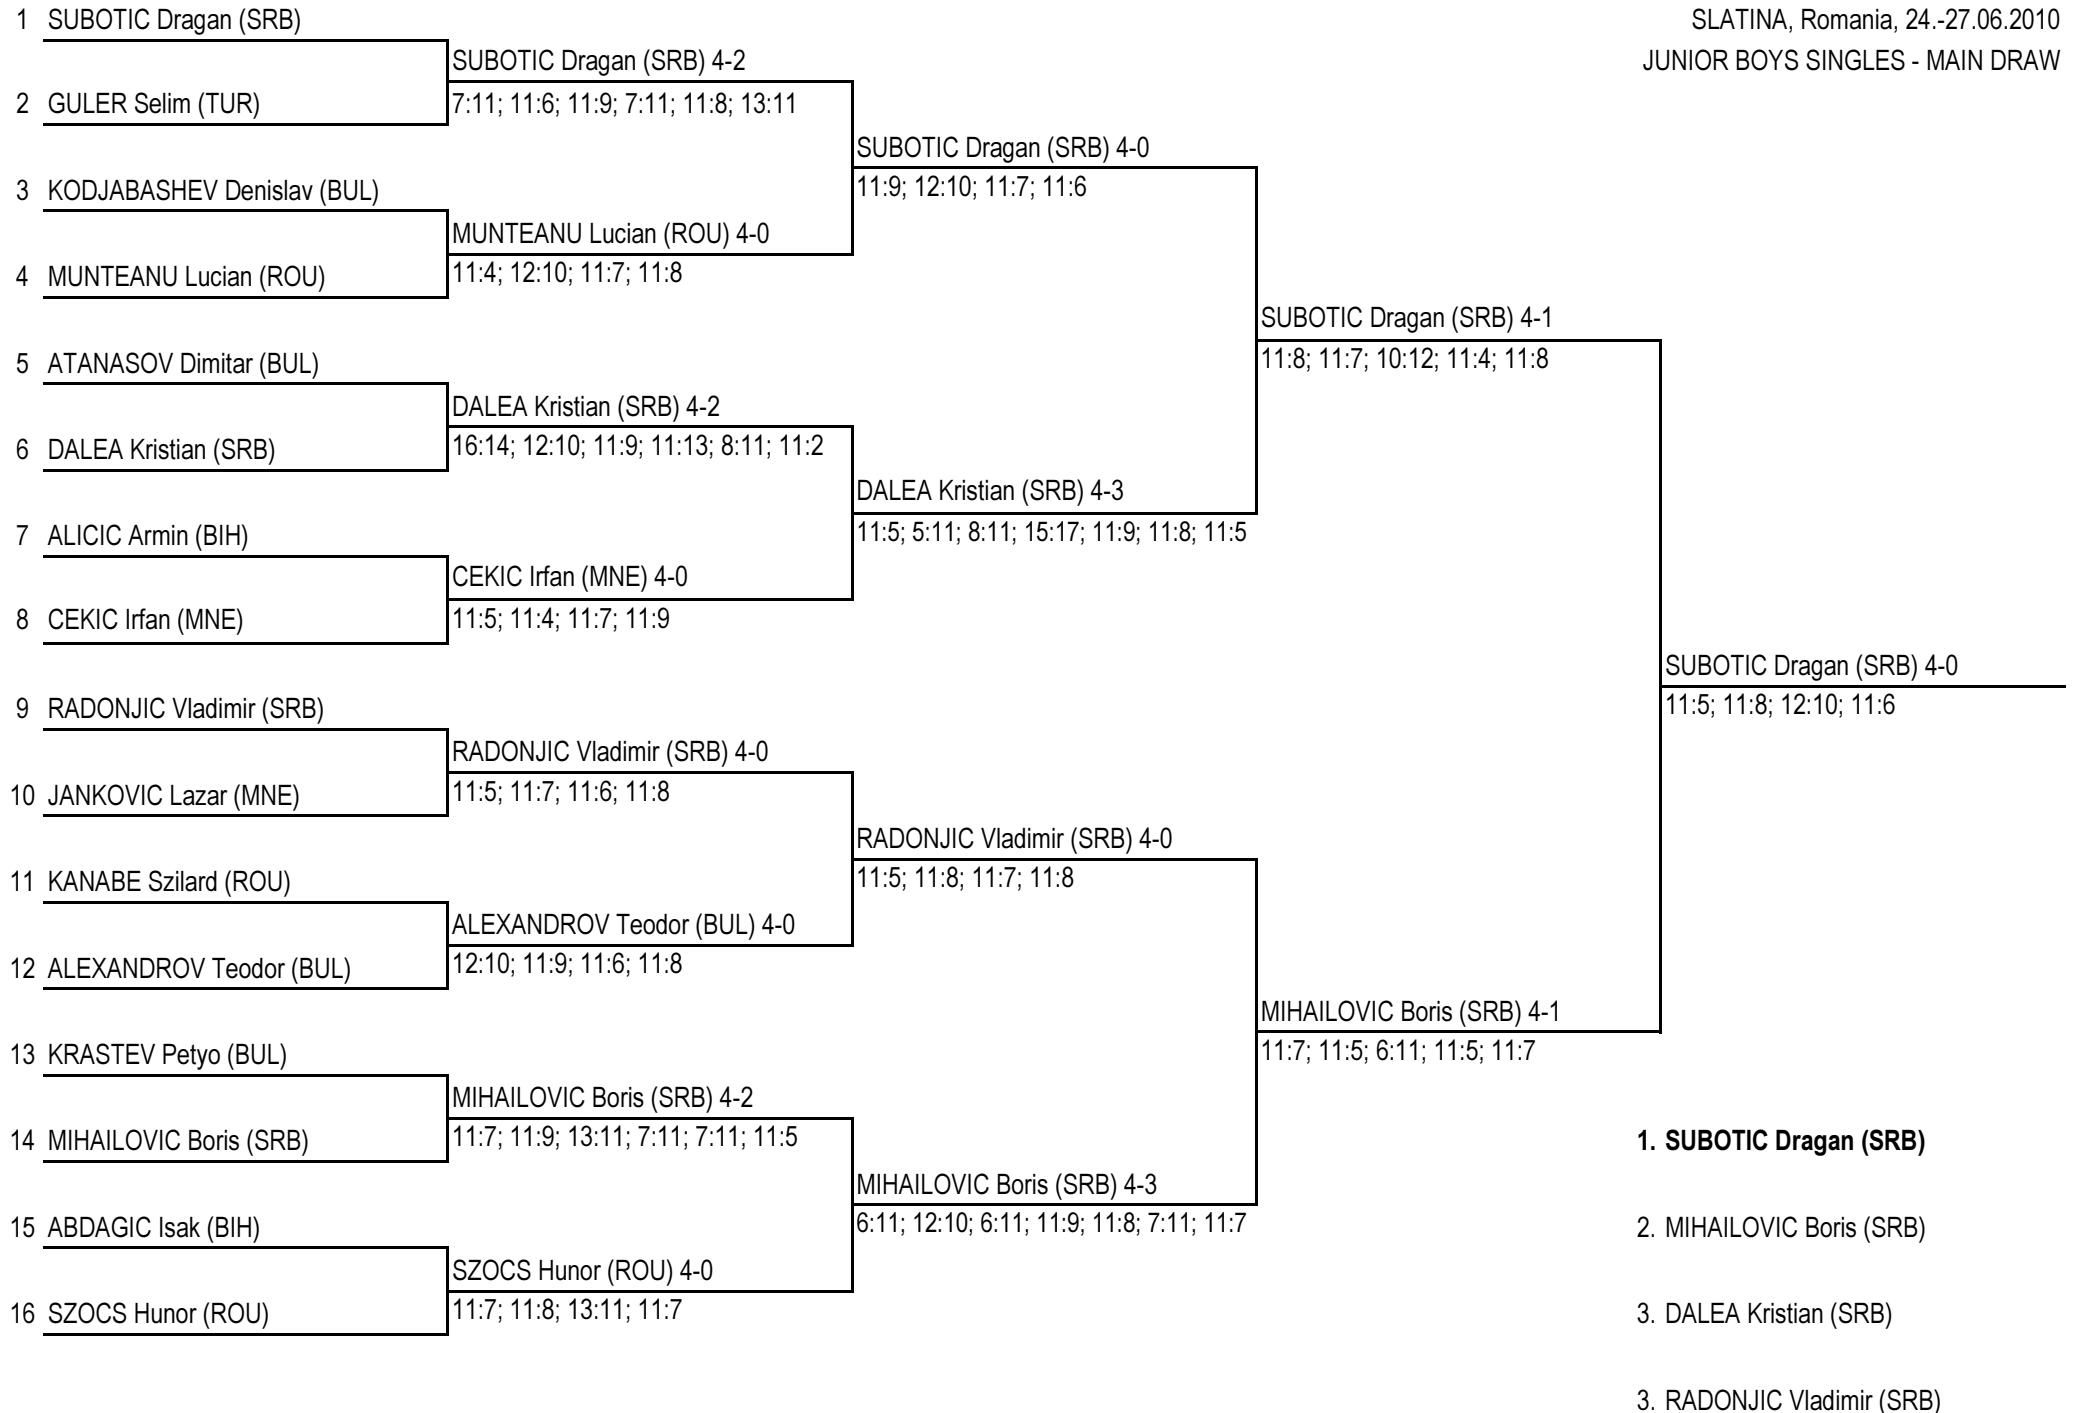 1 SUBOTIC Dragan (SRB)
SLATINA, Romania, 24.-27.06.2010
SUBOTIC Dragan (SRB) 4-2
JUNIOR BOYS SINGLES - MAIN DRAW
2 GULER Selim (TUR)
7:11; 11:6; 11:9; 7:11; 11:8; 13:11
SUBOTIC Dragan (SRB) 4-0
3 KODJABASHEV Denislav (BUL)
11:9; 12:10; 11:7; 11:6
MUNTEANU Lucian (ROU) 4-0
4 MUNTEANU Lucian (ROU)
11:4; 12:10; 11:7; 11:8
SUBOTIC Dragan (SRB) 4-1
5 ATANASOV Dimitar (BUL)
11:8; 11:7; 10:12; 11:4; 11:8
DALEA Kristian (SRB) 4-2
6 DALEA Kristian (SRB)
16:14; 12:10; 11:9; 11:13; 8:11; 11:2
DALEA Kristian (SRB) 4-3
7 ALICIC Armin (BIH)
11:5; 5:11; 8:11; 15:17; 11:9; 11:8; 11:5
CEKIC Irfan (MNE) 4-0
8 CEKIC Irfan (MNE)
11:5; 11:4; 11:7; 11:9
SUBOTIC Dragan (SRB) 4-0
9 RADONJIC Vladimir (SRB)
11:5; 11:8; 12:10; 11:6
RADONJIC Vladimir (SRB) 4-0
10 JANKOVIC Lazar (MNE)
11:5; 11:7; 11:6; 11:8
RADONJIC Vladimir (SRB) 4-0
11 KANABE Szilard (ROU)
11:5; 11:8; 11:7; 11:8
ALEXANDROV Teodor (BUL) 4-0
12 ALEXANDROV Teodor (BUL)
12:10; 11:9; 11:6; 11:8
MIHAILOVIC Boris (SRB) 4-1
13 KRASTEV Petyo (BUL)
11:7; 11:5; 6:11; 11:5; 11:7
MIHAILOVIC Boris (SRB) 4-2
14 MIHAILOVIC Boris (SRB)
11:7; 11:9; 13:11; 7:11; 7:11; 11:5
1. SUBOTIC Dragan (SRB)
MIHAILOVIC Boris (SRB) 4-3
15 ABDAGIC Isak (BIH)
6:11; 12:10; 6:11; 11:9; 11:8; 7:11; 11:7
2. MIHAILOVIC Boris (SRB)
SZOCS Hunor (ROU) 4-0
16 SZOCS Hunor (ROU)
11:7; 11:8; 13:11; 11:7
3. DALEA Kristian (SRB)
3. RADONJIC Vladimir (SRB)